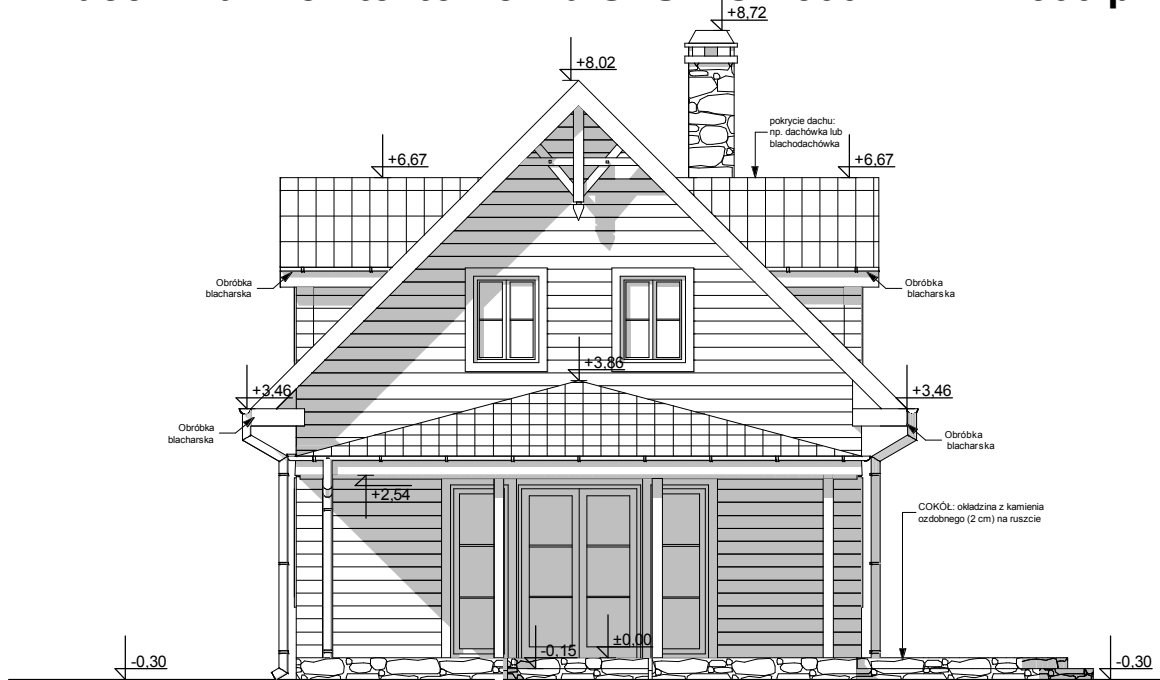 +8,72
+8,02
pokrycie dachu:
np. dachówka lub
blachodachówka
+6,67
+6,67
Obróbka
blacharska
Obróbka
blacharska
+3,86
+3,46
+3,46
Obróbka
blacharska
Obróbka
blacharska
+2,54
COKÓŁ: okładzina z kamienia
ozdobnego (2 cm) na ruszcie
±0,00
-0,15
-0,30
-0,30